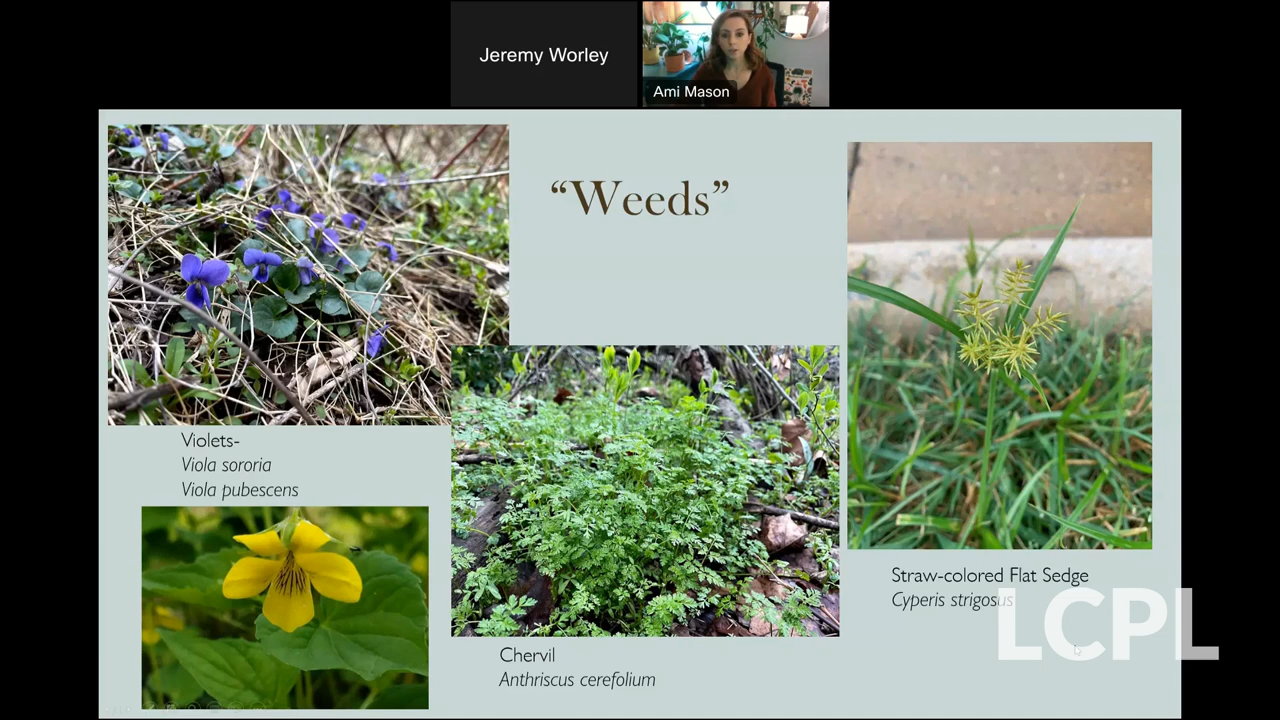 Jeremy Worley
Ami Mason
“Weeds”
Violets-
Viola sororia
Viola pubescens
Chervil
Anthriscus cerefolium
Straw-colored Flat Sedge
Cyperis strigosus
LCPL